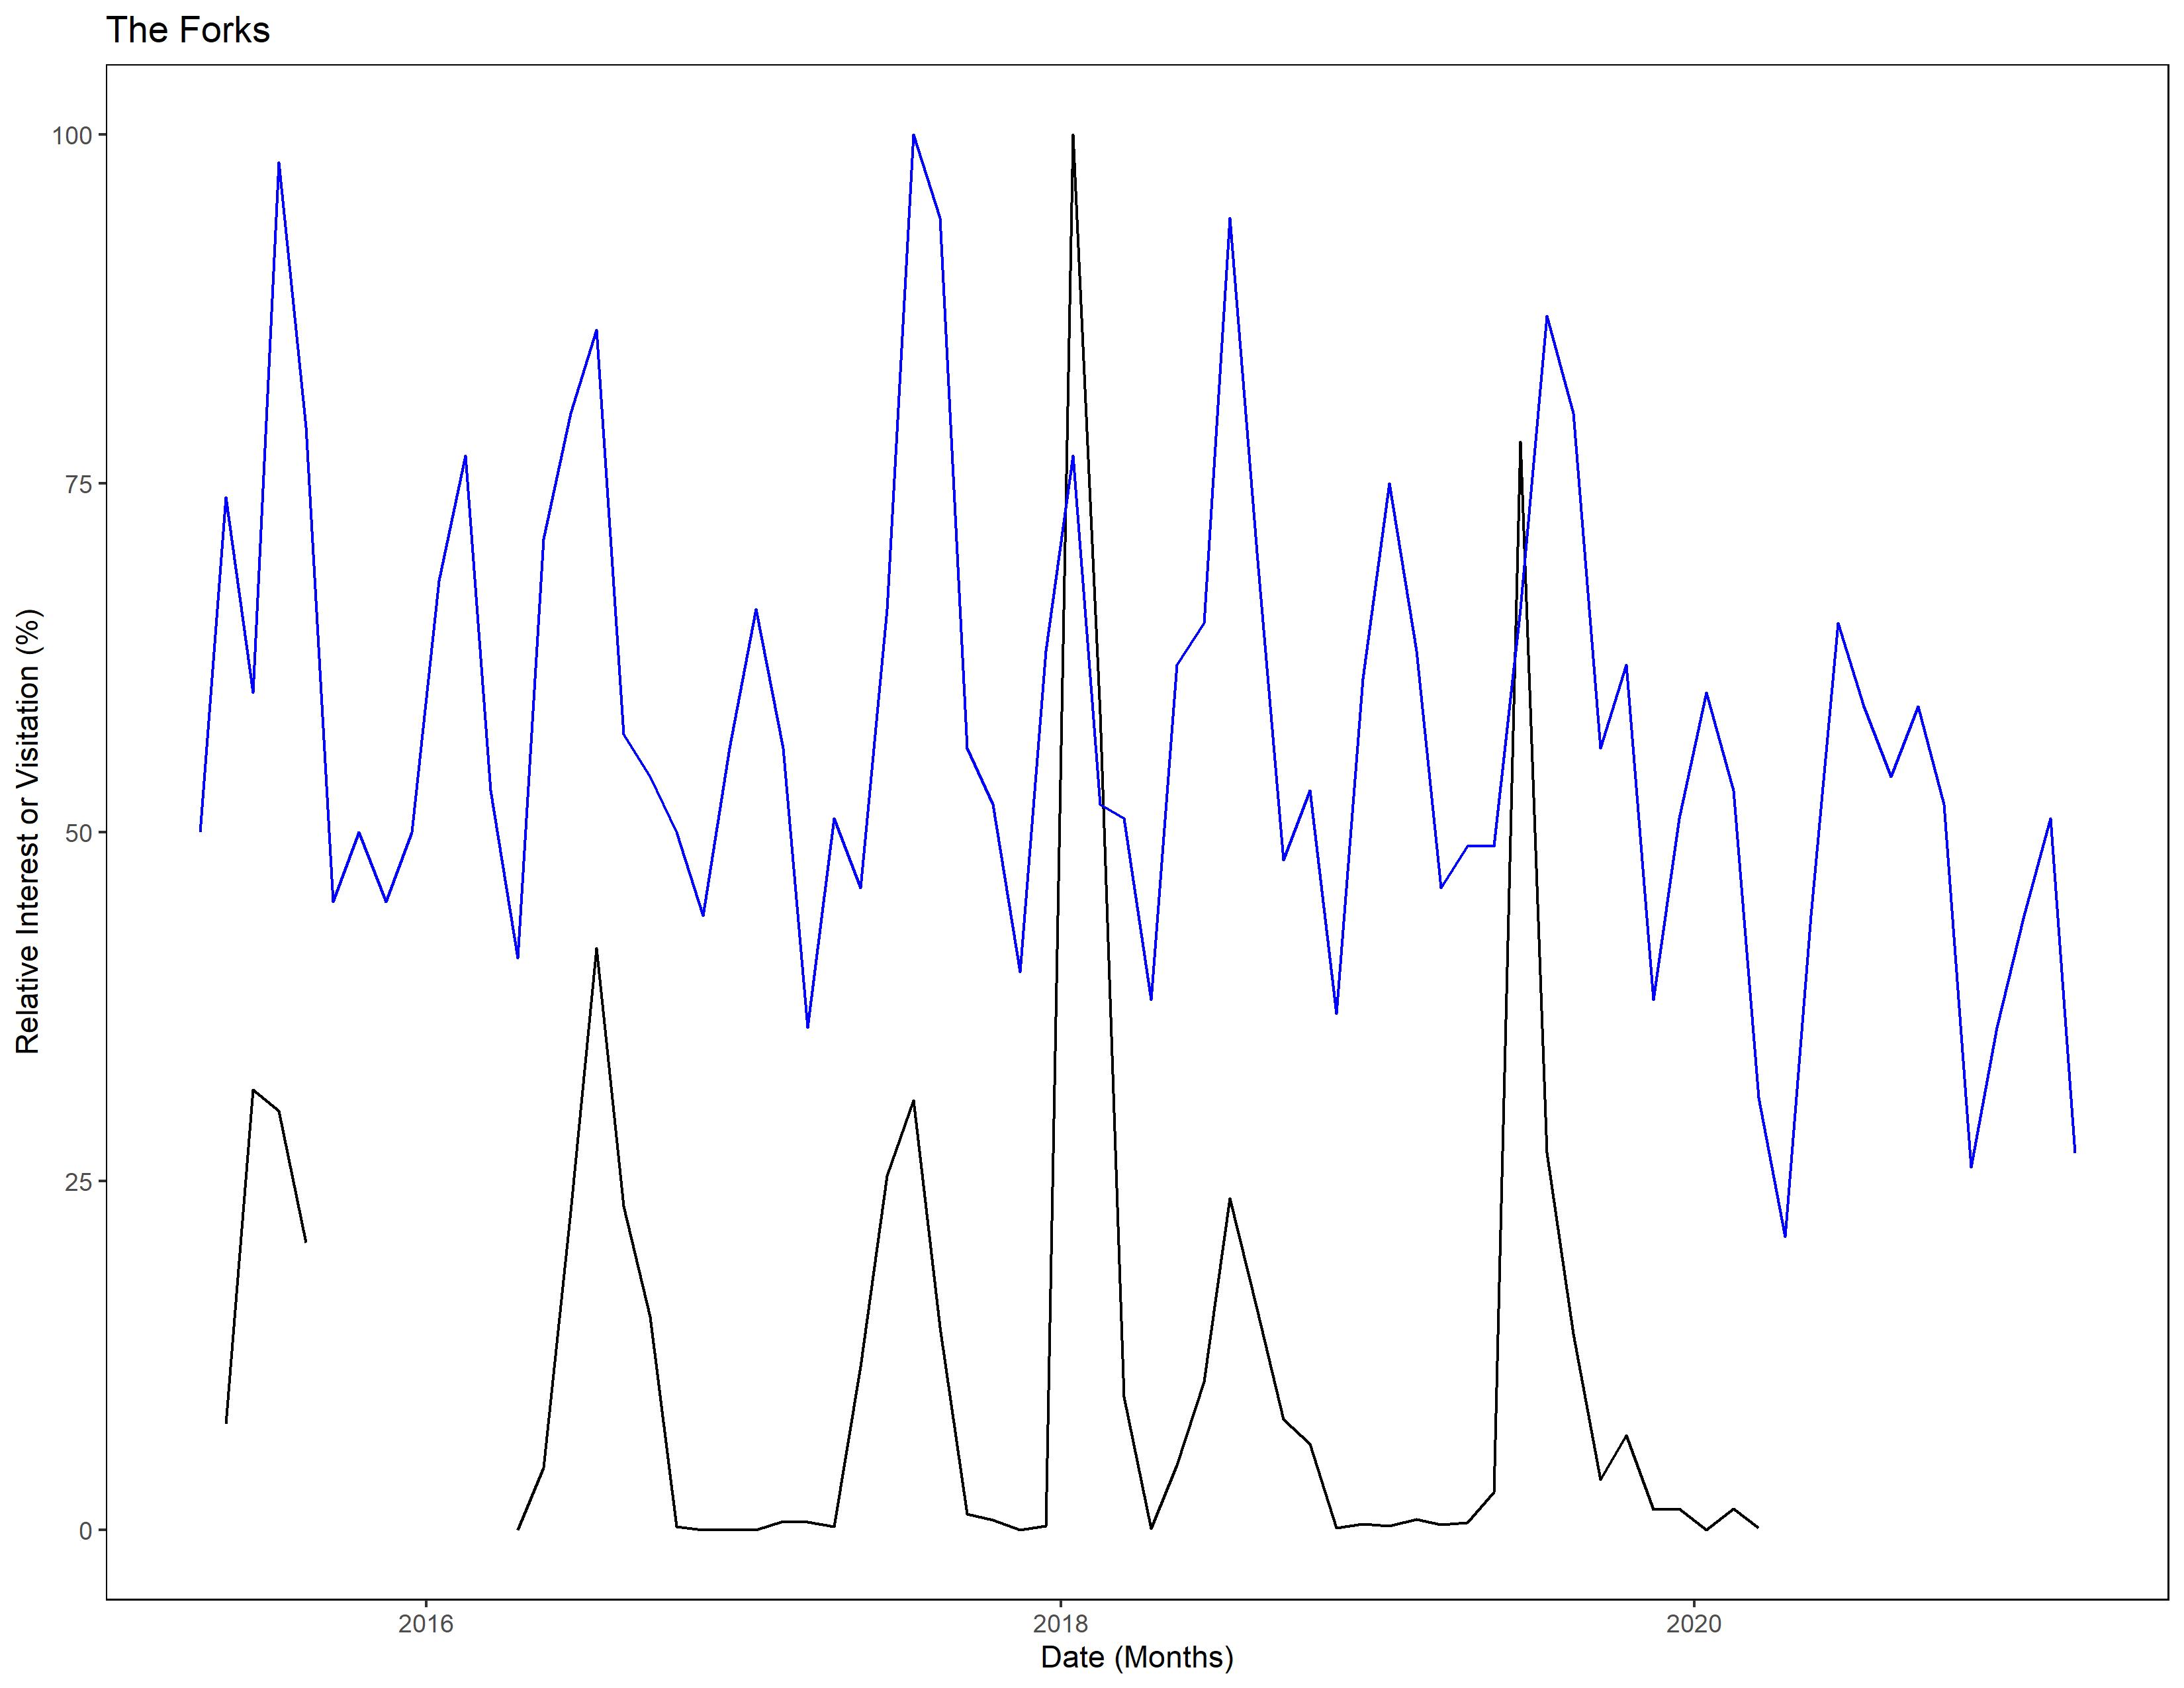 The Forks
100
75
50
25
0
Relative Interest or Visitation (%)
2016
2018
2020
Date (Months)